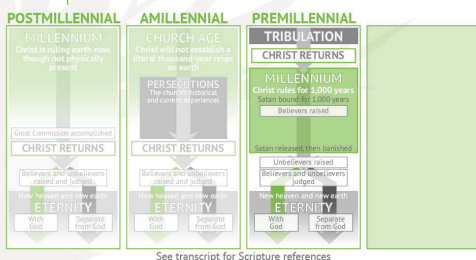 POSTMILLENNIAL
MILLENNIUM
Christ is ruling earth now,
though not physically
present
Great Commission accomplished
CHRIST RETURNS
Believers and unbelievers
raised and judged
New heaven and new earth
ETERNITY
With
God
Separate
from God
AMILLENNIAL
CHURCH AGE
Christ will not establish a
literal thousand-year reign
on earth
PERSECUTIONS
The church's historical
and current experiences
CHRIST RETURNS
Believers and unbelievers
raised and judged
New heaven and new earth
ETERNITY
With
God
Separate
from God
PREMILLENNIAL
TRIBULATION
CHRIST RETURNS
MILLENNIUM
Christ rules for 1,000 years
Satan bound for 1,000 years
Believers raised
Satan released, then banished
Unbelievers raised
Believers and unbelievers
judged
New heaven and new earth
ETERNITY
With
God
Separate
from God
See transcript for Scripture references